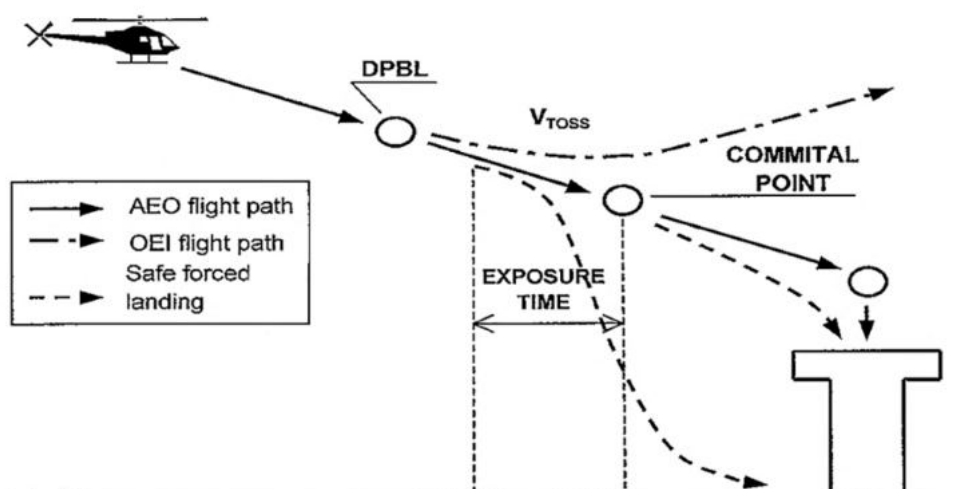 DPBL
VTOSS
COMMITAL
POINT
AEO flight path
OEI flight path
Safe forced
landing
EXPOSURE
TIME